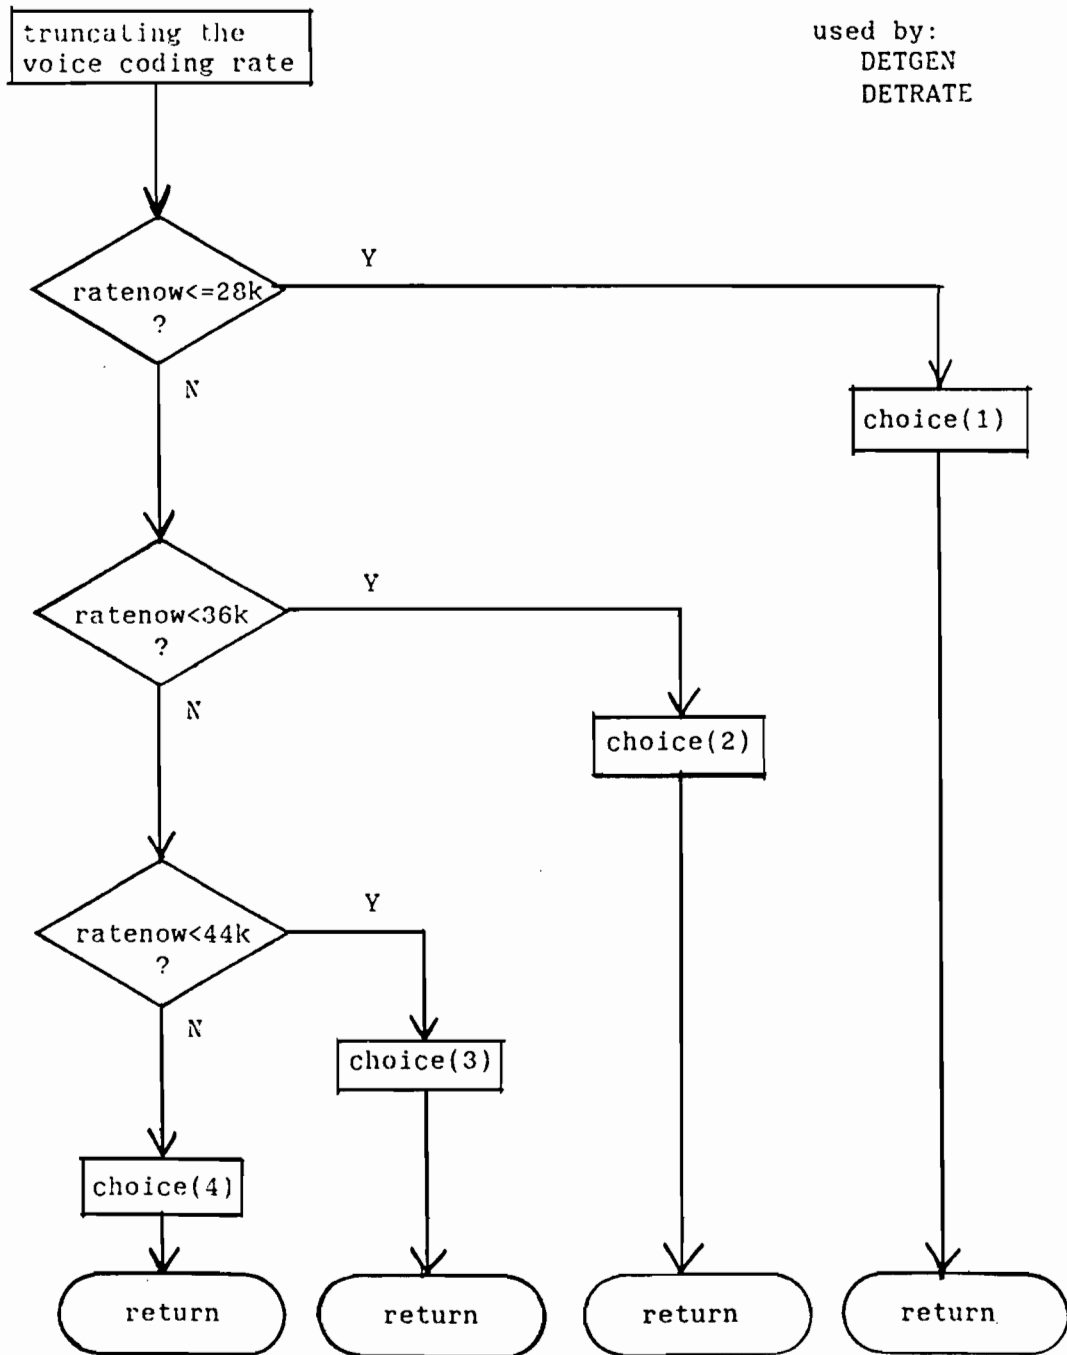 truncating the
voice coding rate
used by:
DETGEN
DETRATE
ratenow<=28k
?
Y
N
choice(1)
ratenow<36k
?
Y
N
choice(2)
ratenow<44k
?
Y
N
choice(3)
choice(4)
return
return
return
return